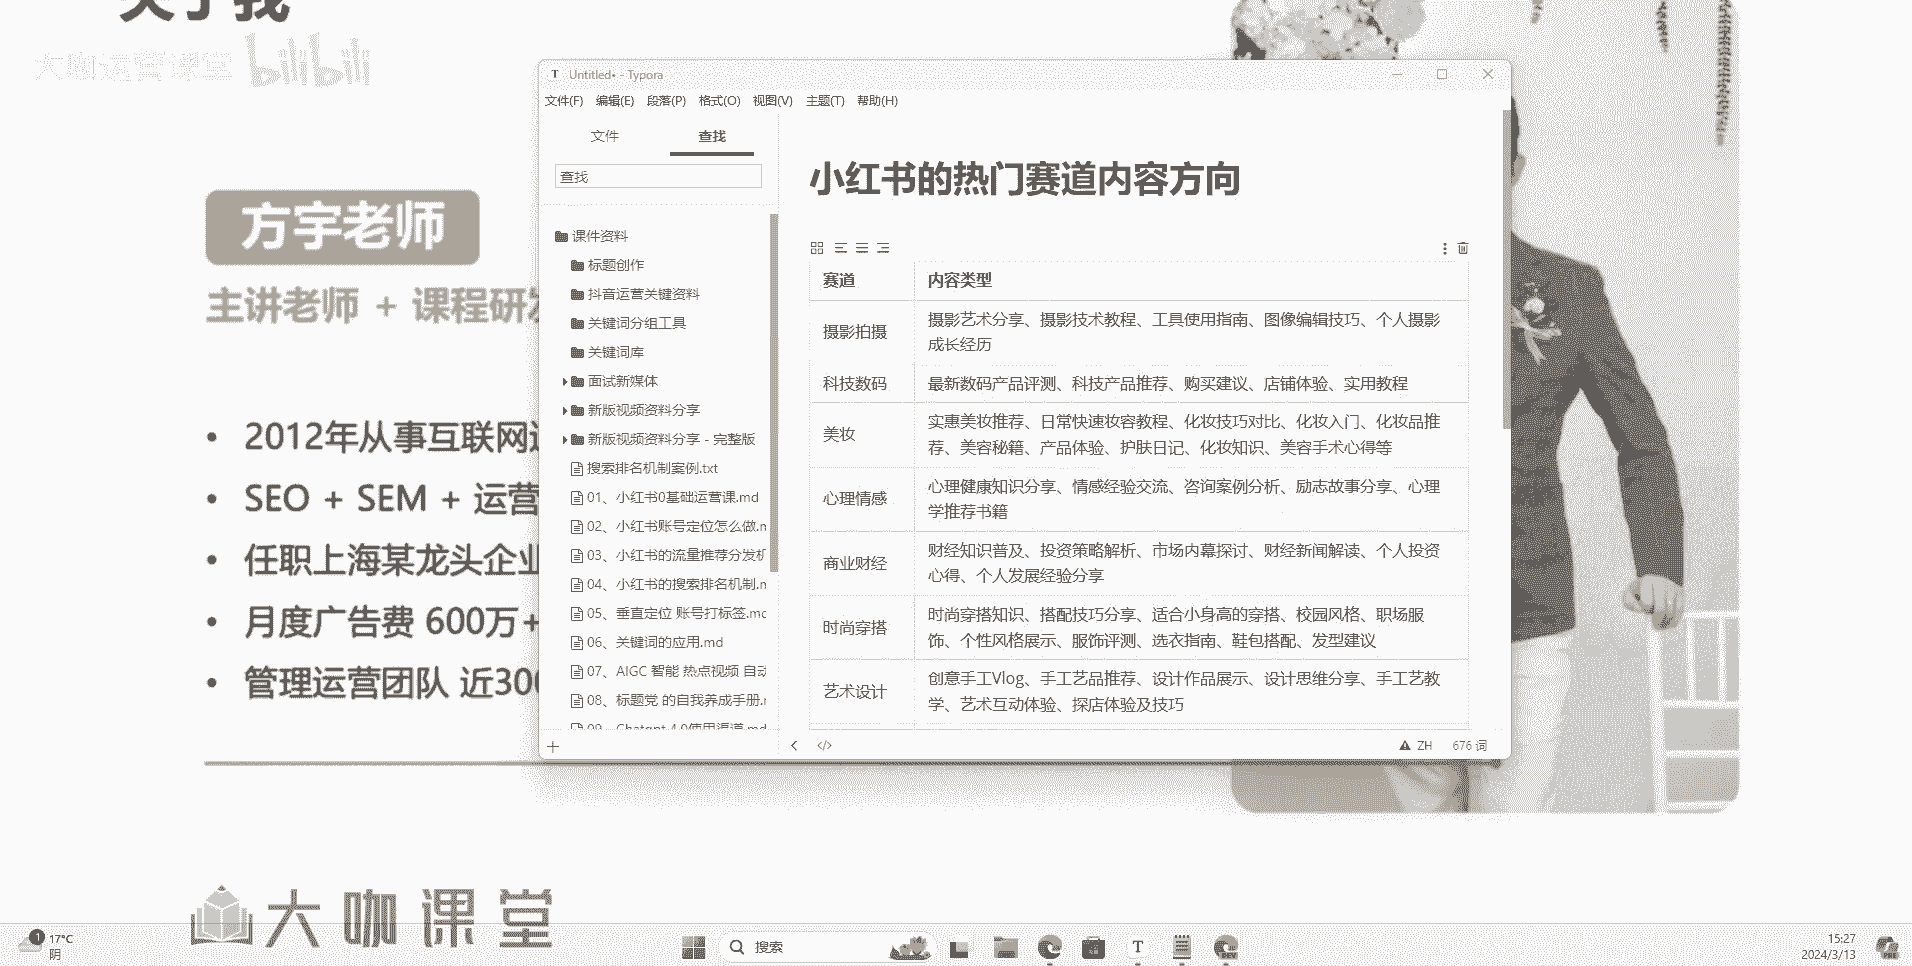 关于我
大咖运营课堂 bilibili
方宇老师
主讲老师 + 课程研发
2012年从事互联网
SEO + SEM + 运营
任职上海某龙头企业
月度广告费 600万+
管理运营团队 近300
大咖课堂
Untitled• - Typora
文件(F) 编辑(E) 段落(P) 格式(O) 视图(V) 主题(T) 帮助(H)
文件 查找
查找
课件资料
标题创作
抖音运营关键资料
关键词分组工具
关键词库
面试新媒体
新版视频资料分享
新版视频资料分享 - 完整版
搜索排名机制案例.txt
01、小红书0基础运营课.md
02、小红书账号定位怎么做.m
03、小红书的流量推荐分发机
04、小红书的搜索排名机制.m
05、垂直定位 账号打标签.mc
06、关键词的应用.md
07、AIGC 智能 热点视频 自动
08、标题党 的自我养成手册.r
09、Chatgpt 4.0使用渠道.md
小红书的热门赛道内容方向
赛道 内容类型
摄影拍摄 摄影艺术分享、摄影技术教程、工具使用指南、图像编辑技巧、个人摄影
成长经历
科技数码 最新数码产品评测、科技产品推荐、购买建议、店铺体验、实用教程
美妆 实惠美妆推荐、日常快速妆容教程、化妆技巧对比、化妆入门、化妆品推
荐、美容秘籍、产品体验、护肤日记、化妆知识、美容手术心得等
心理情感 心理健康知识分享、情感经验交流、咨询案例分析、励志故事分享、心理
学推荐书籍
商业财经 财经知识普及、投资策略解析、市场内幕探讨、财经新闻解读、个人投资
心得、个人发展经验分享
时尚穿搭 时尚穿搭知识、搭配技巧分享、适合小身高的穿搭、校园风格、职场服
饰、个性风格展示、服饰评测、选衣指南、鞋包搭配、发型建议
艺术设计 创意手工Vlog、手工艺品推荐、设计作品展示、设计思维分享、手工艺教
学、艺术互动体验、探店体验及技巧
ZH 676 词
1 17°C
阴
搜索
15:27
2024/3/13